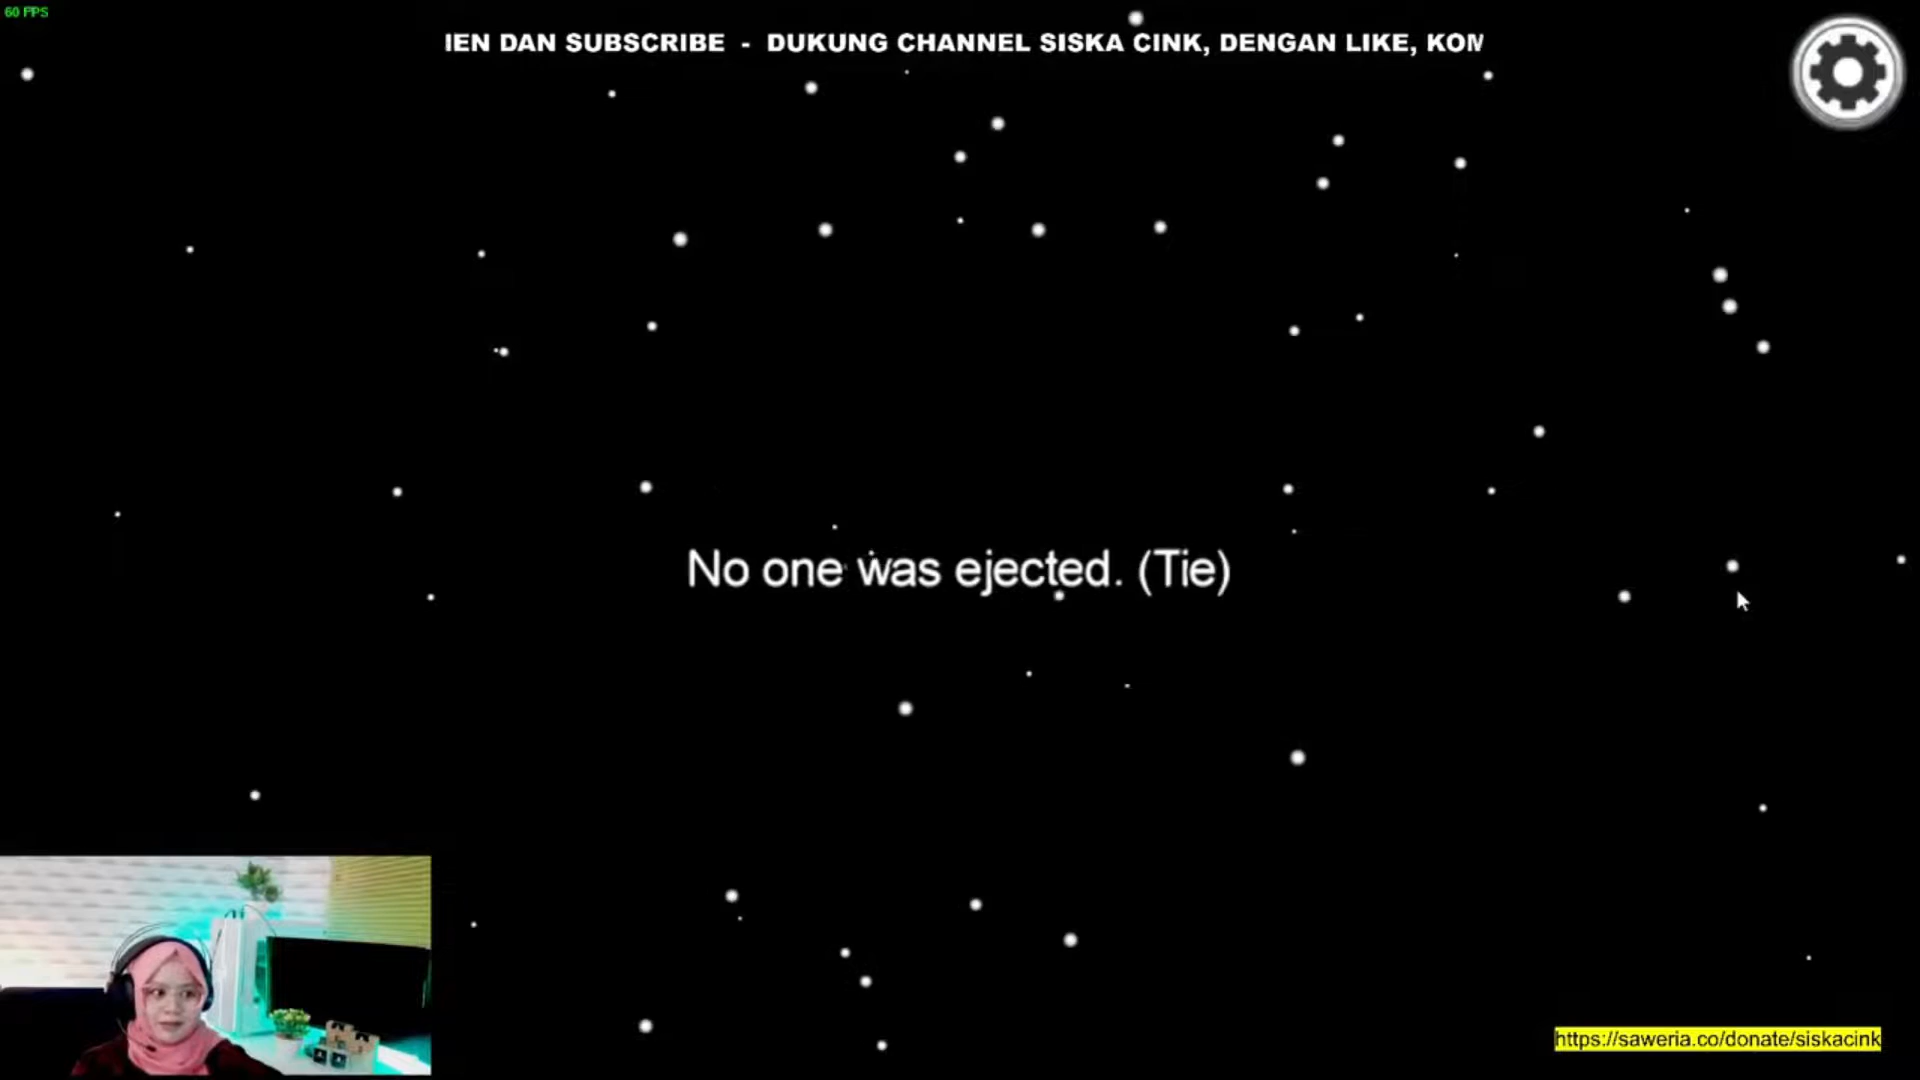 60 FPS
IEN DAN SUBSCRIBE - DUKUNG CHANNEL SISKA CINK, DENGAN LIKE, KOM
No one was ejected. (Tie)
https://saweria.co/donate/siskacink